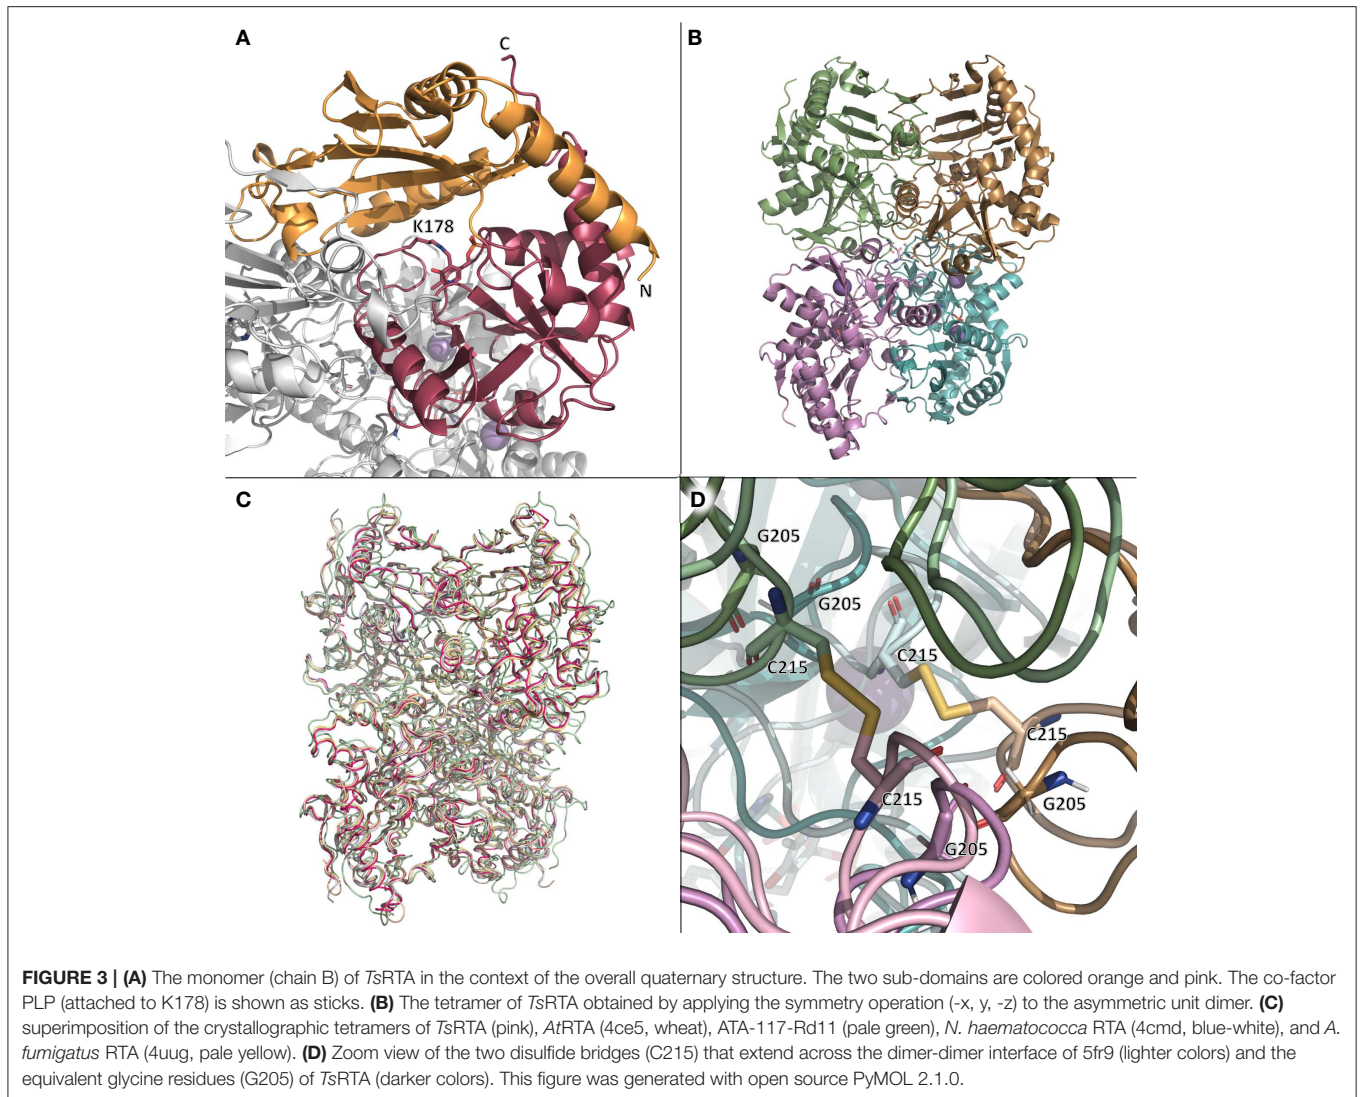 A
C
K178
N
B
C
D
G205
G205
C215
C215
C215
G205
C215
G205
FIGURE 3 | (A) The monomer (chain B) of TsRTA in the context of the overall quaternary structure. The two sub-domains are colored orange and pink. The co-factor
PLP (attached to K178) is shown as sticks. (B) The tetramer of TsRTA obtained by applying the symmetry operation (-x, y, -z) to the asymmetric unit dimer. (C)
superimposition of the crystallographic tetramers of TsRTA (pink), AtRTA (4ce5, wheat), ATA-117-Rd11 (pale green), N. haematococca RTA (4cmd, blue-white), and A.
fumigatus RTA (4uug, pale yellow). (D) Zoom view of the two disulfide bridges (C215) that extend across the dimer-dimer interface of 5fr9 (lighter colors) and the
equivalent glycine residues (G205) of TsRTA (darker colors). This figure was generated with open source PyMOL 2.1.0.